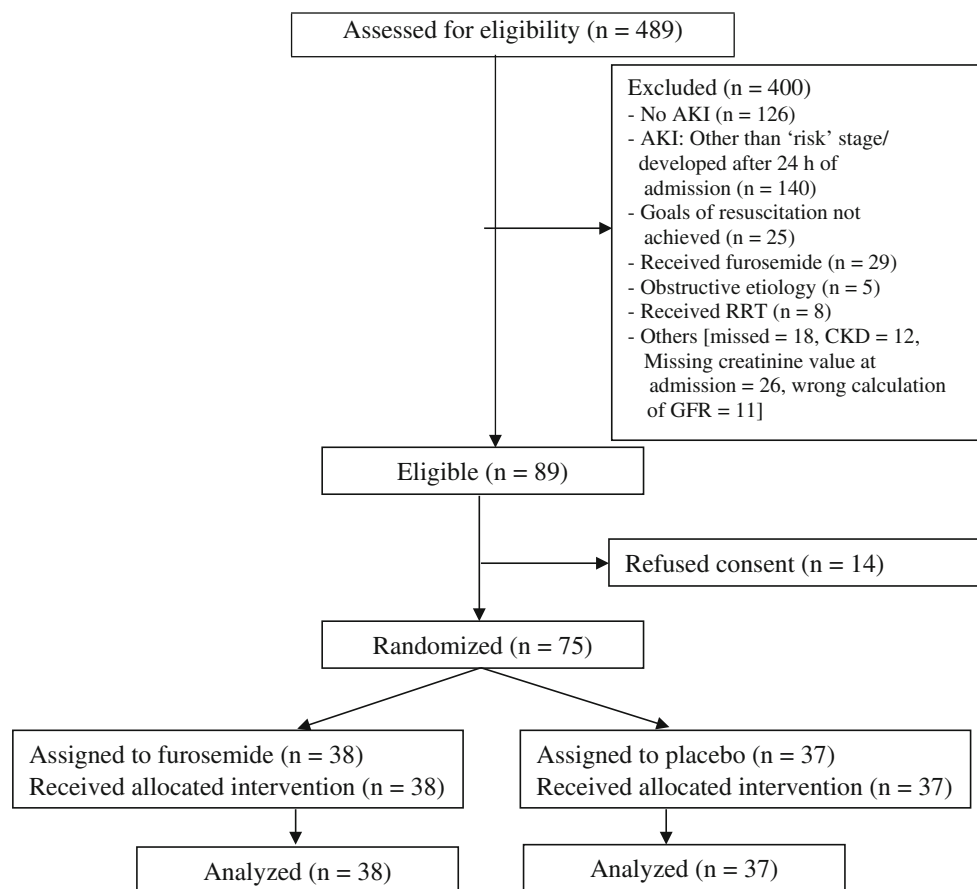 Assessed for eligibility (n = 489)
Excluded (n = 400)
- No AKI (n = 126)
- AKI: Other than ‘risk’ stage/
developed after 24 h of
admission (n = 140)
- Goals of resuscitation not
achieved (n = 25)
- Received furosemide (n = 29)
- Obstructive etiology (n = 5)
- Received RRT (n = 8)
- Others [missed = 18, CKD = 12,
Missing creatinine value at
admission = 26, wrong calculation
of GFR = 11]
Eligible (n = 89)
Refused consent (n = 14)
Randomized (n = 75)
Assigned to furosemide (n = 38)
Received allocated intervention (n = 38)
Assigned to placebo (n = 37)
Received allocated intervention (n = 37)
Analyzed (n = 38)
Analyzed (n = 37)